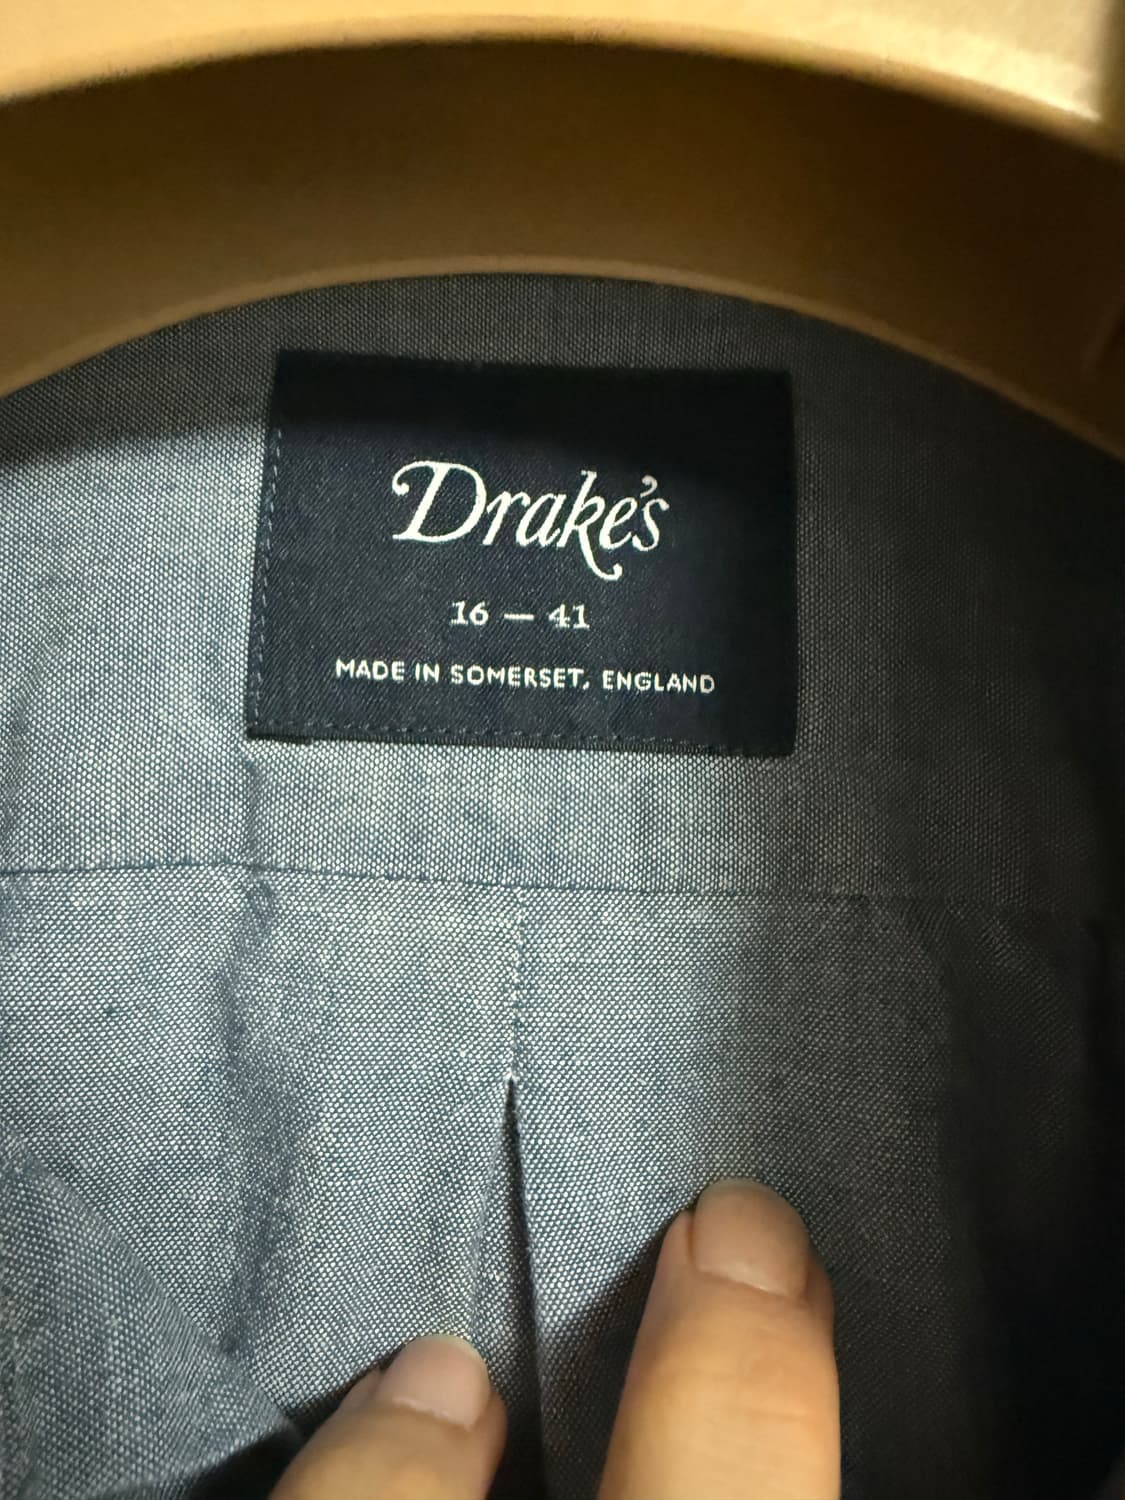 Drake's
16 — 41
MADE IN SOMERSET, ENGLAND